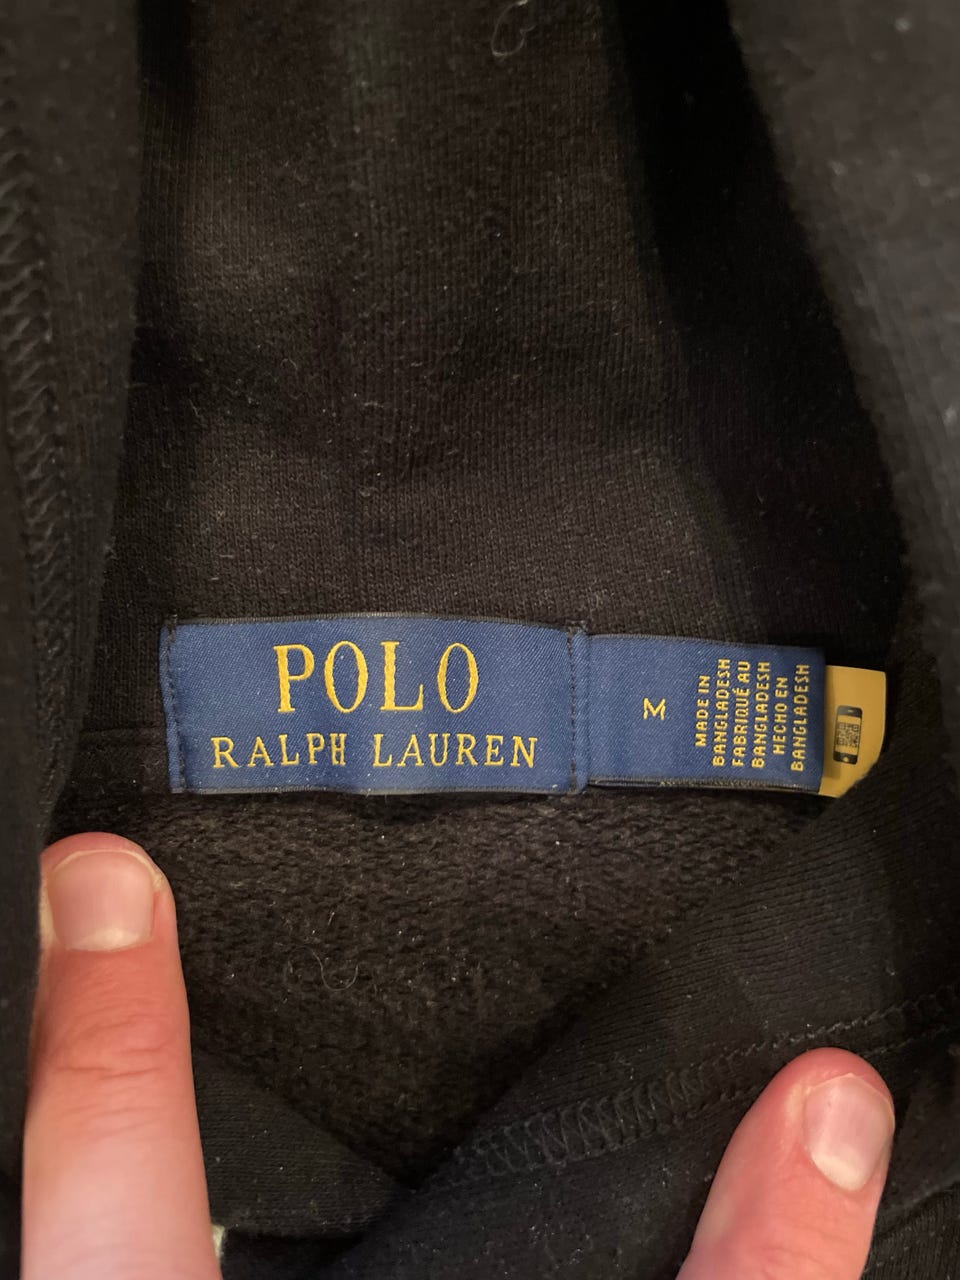 POLO
RALPH LAUREN
M
MADE IN
BANGLADESH
FABRIQUÉ AU
BANGLADESH
HECHO EN
BANGLADESH